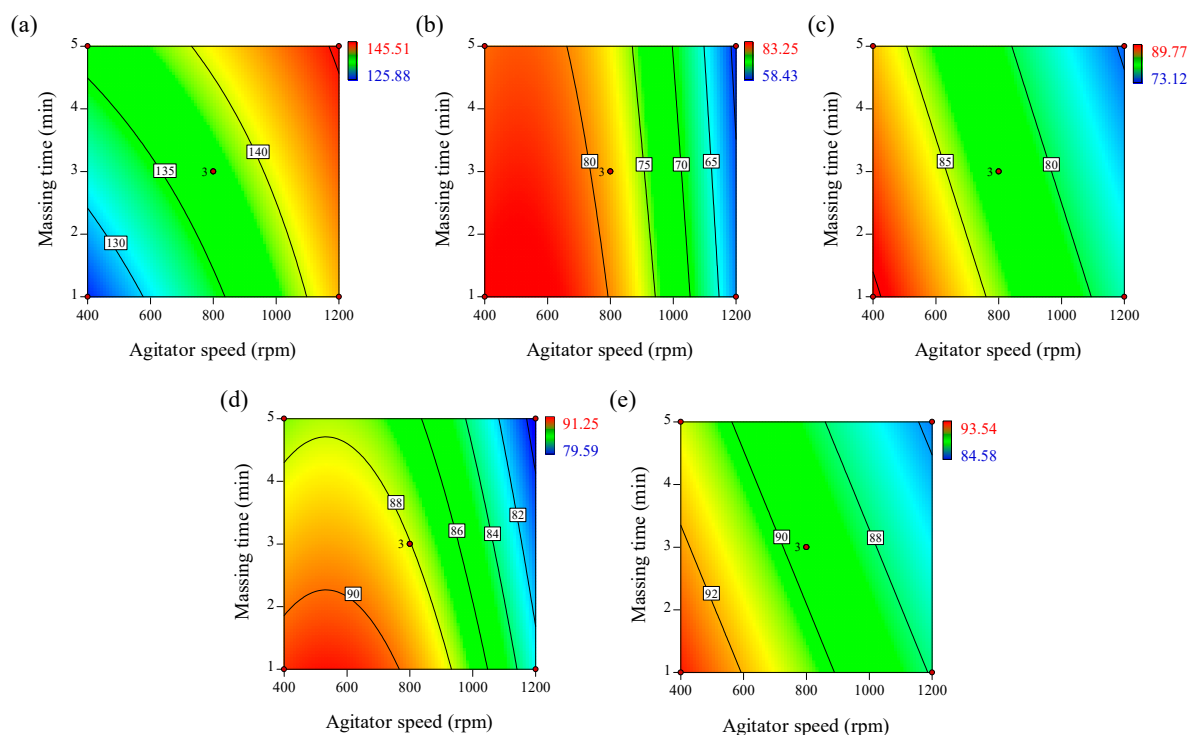 (a)
145.51
125.88
5
4
3
2
1
400 600 800 1000 1200
Massing time (min)
Agitator speed (rpm)
130
135
140
3
(b)
83.25
58.43
5
4
3
2
1
400 600 800 1000 1200
Massing time (min)
Agitator speed (rpm)
80
75
70
65
3
(c)
89.77
73.12
5
4
3
2
1
400 600 800 1000 1200
Massing time (min)
Agitator speed (rpm)
85
80
3
(d)
91.25
79.59
5
4
3
2
1
400 600 800 1000 1200
Massing time (min)
Agitator speed (rpm)
90
88
86
84
82
3
(e)
93.54
84.58
5
4
3
2
1
400 600 800 1000 1200
Massing time (min)
Agitator speed (rpm)
92
90
88
3